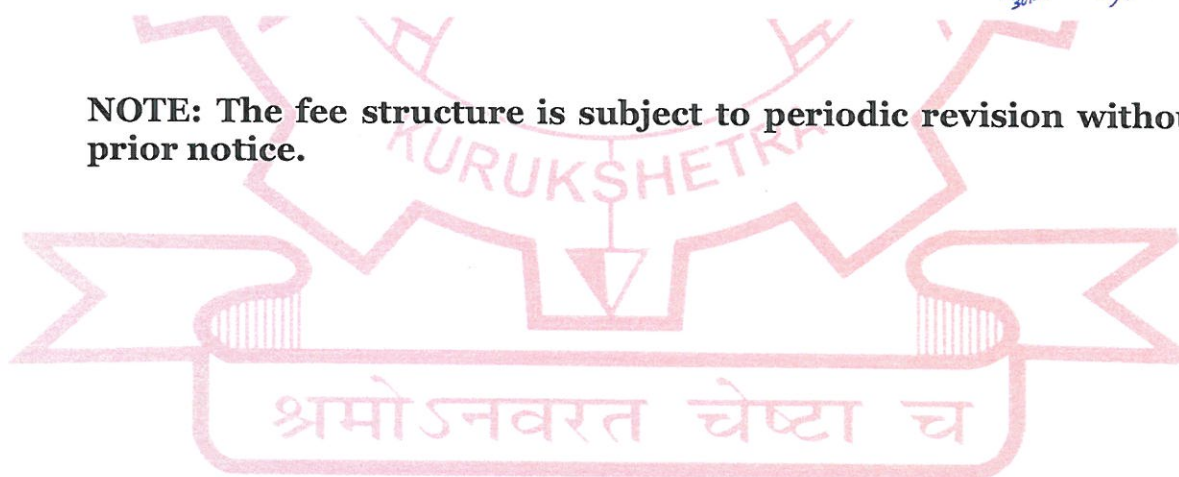 NOTE: The fee structure is subject to periodic revision withou
prior notice.
KURUKSHETRA
श्रमोऽनवरत चेष्टा च